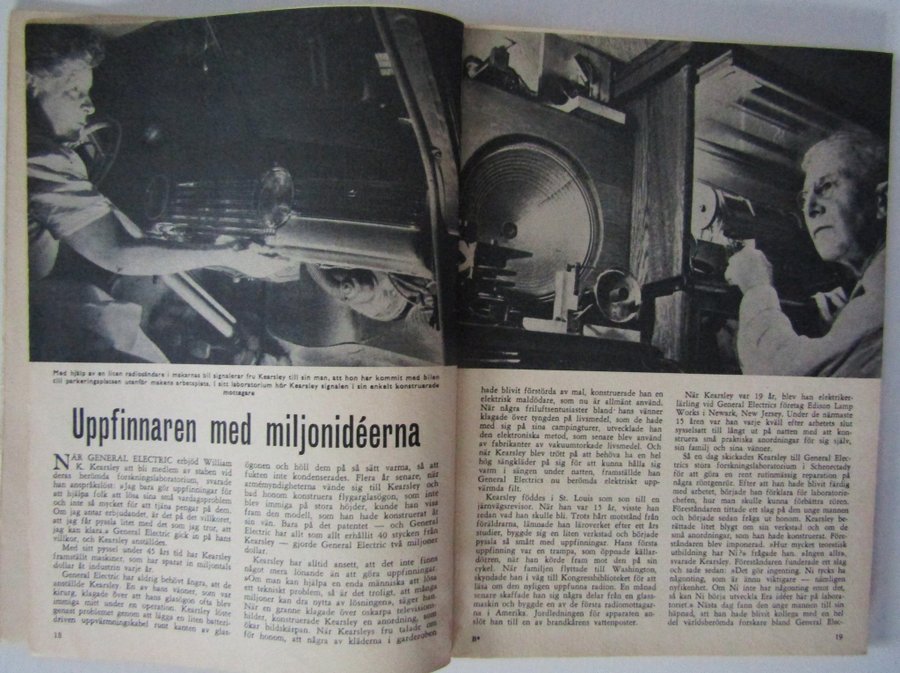 Med hjälp av en liten radiosändare i makarnas bil signalerar fru Kearsley till sin man, att hon har kommit med bilen
till parkeringsplatsen utanför makens arbetsplats. I sitt laboratorium hör Kearsley signalen i sin enkelt konstruerade
mottagare
Uppfinnaren med miljonidéerna
NÄR GENERAL ELECTRIC erbjöd William
K. Kearsley att bli medlem av staben vid
deras berömda forskningslaboratorium, svarade
han anspråkslöst: »Jag bara gör uppfinningar för
att hjälpa folk att lösa sina små vardagsproblem
och inte så mycket för att tjäna pengar på dem.
Om jag antar erbjudandet, är det på det villkoret,
att jag får pyssla litet med det som jag tror, att
jag kan klara.» General Electric gick in på hans
villkor, och Kearsley anställdes.
Med sitt pyssel under 45 års tid har Kearsley
framställt maskiner, som har sparat in miljontals
dollar åt industrin varje år.
General Electric har aldrig behövt ångra, att de
anställde Kearsley. En av hans vänner, som var
kirurg, klagade över att hans glasögon ofta blev
immiga mitt under en operation. Kearsley löste
genast problemet genom att lägga en liten batteri-
driven uppvärmningskabel runt kanten av glas-
18
ögonen och höll dem på så sätt varma, så att
fukten inte kondenserades. Flera år senare, när
armémyndigheterna vände sig till Kearsley och
bad honom konstruera flygarglasögon, som inte
blev immiga på stora höjder, kunde han visa
fram den modell, som han hade konstruerat åt
sin vän. Bara på det patentet — och General
Electric har allt som allt erhållit 40 stycken från
Kearsley — gjorde General Electric två miljoner
dollar.
Kearsley har alltid ansett, att det inte finns
något mera lönande än att göra uppfinningar.
»Om man kan hjälpa en enda människa att lösa
ett tekniskt problem, så är det troligt, att många
miljoner kan dra nytta av lösningen», säger han.
När en granne klagade över oskarpa televisions-
bilder, konstruerade Kearsley en anordning, som
ökar bildskärpan. När Kearsleys fru talade om
för honom, att några av kläderna i garderoben
hade blivit förstörda av mal, konstruerade han en
elektrisk maldödare, som nu är allmänt använd.
När några friluftsentusiaster bland hans vänner
klagade över tyngden på livsmedel, som de hade
med sig på sina campingturer, utvecklade han
den elektroniska metod, som senare blev använd
av fabrikanter av vakuumtorkade livsmedel. Och
när Kearsley blev trött på att behöva ha en hel
hög sängkläder på sig för att kunna hålla sig
varm i sängen under natten, framställde han
General Electrics nu berömda elektriskt upp-
värmda filt.
Kearsley föddes i St. Louis som son till en
järnvägsrevisor. När han var 15 år, visste han
redan vad han skulle bli. Trots hårt motstånd från
föräldrarna, lämnade han läroverket efter ett års
studier, byggde sig en liten verkstad och började
pyssla så smått med uppfinningar. Hans första
uppfinning var en trampa, som öppnade källar-
dörren, när han körde fram mot den på sin
cykel. När familjen flyttade till Washington,
skyndade han i väg till Kongressbiblioteket för att
läsa om den nyligen uppfunna radion. En månad
senare skaffade han sig några delar från en glass-
maskin och byggde en av de första radiomottagar-
na i Amerika. Jordledningen för apparaten an-
slöt han till en av brandkårens vattenposter.
B*
När Kearsley var 19 år, blev han elektriker-
lärling vid General Electrics företag Edison Lamp
Works i Newark, New Jersey. Under de närmaste
15 åren var han varje kväll efter arbetets slut
sysselsatt till långt ut på natten med att kon-
struera små praktiska anordningar för sig själv,
sin familj och sina vänner.
Så en dag skickades Kearsley till General Elec-
trics stora forskningslaboratorium i Schenectady
för att göra en rent rutinmässig reparation på
några röntgenrör. Efter att han hade blivit färdig
med arbetet, började han förklara för laboratorie-
chefen, hur man skulle kunna förbättra rören.
Föreståndaren tittade ett slag på den unge mannen
och började sedan fråga ut honom. Kearsley be-
rättade litet blygt om sin verkstad och om de
små anordningar, som han hade konstruerat. Före-
ståndaren blev imponerad. »Hur mycket teoretisk
utbildning har Ni?» frågade han. »Ingen alls»,
svarade Kearsley. Föreståndaren funderade ett slag
och sade sedan: »Det gör ingenting. Ni tycks ha
någonting, som är ännu viktigare — nämligen
nyfikenhet. Om Ni inte har någonting emot det,
så kan Ni börja utveckla Era idéer här på labora-
toriet.» Nästa dag fann den unge mannen till sin
häpnad, att han hade blivit kollega med en hel
del världsberömda forskare bland General Elec-
19